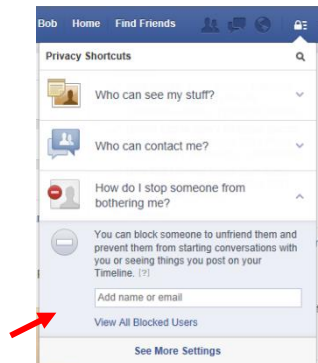 Bob Home Find Friends
Privacy Shortcuts
Who can see my stuff?
Who can contact me?
How do I stop someone from
bothering me?
You can block someone to unfriend them and
prevent them from starting conversations with
you or seeing things you post on your
Timeline. [?]
Add name or email
View All Blocked Users
See More Settings